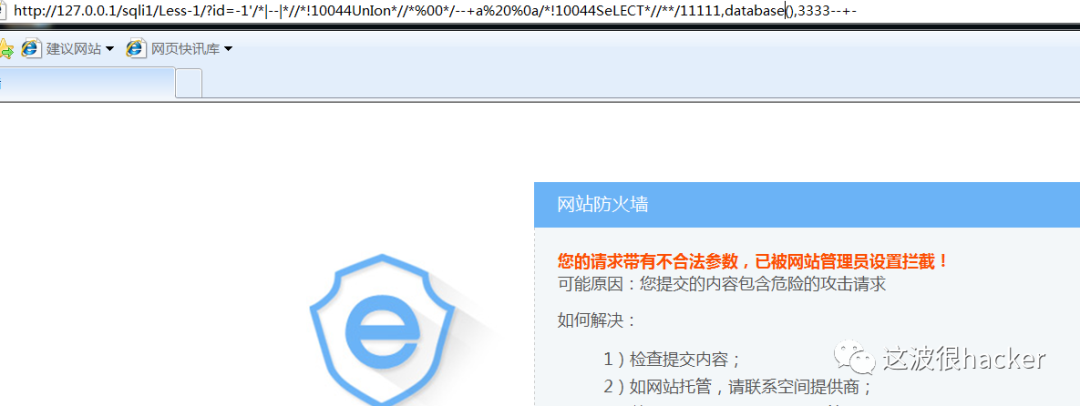 http://127.0.0.1/sqli1/Less-1/?id=-1'/*|--|*//*!10044UnIon*//*%00*/--+a%20%0a/*!10044SeLECT*//**/11111,database(),3333--+-
建议网站 网页快讯库
网站防火墙
您的请求带有不合法参数，已被网站管理员设置拦截！
可能原因：您提交的内容包含危险的攻击请求
如何解决：
1）检查提交内容；
2）如网站托管，请联系空间提供商；
这波很hacker